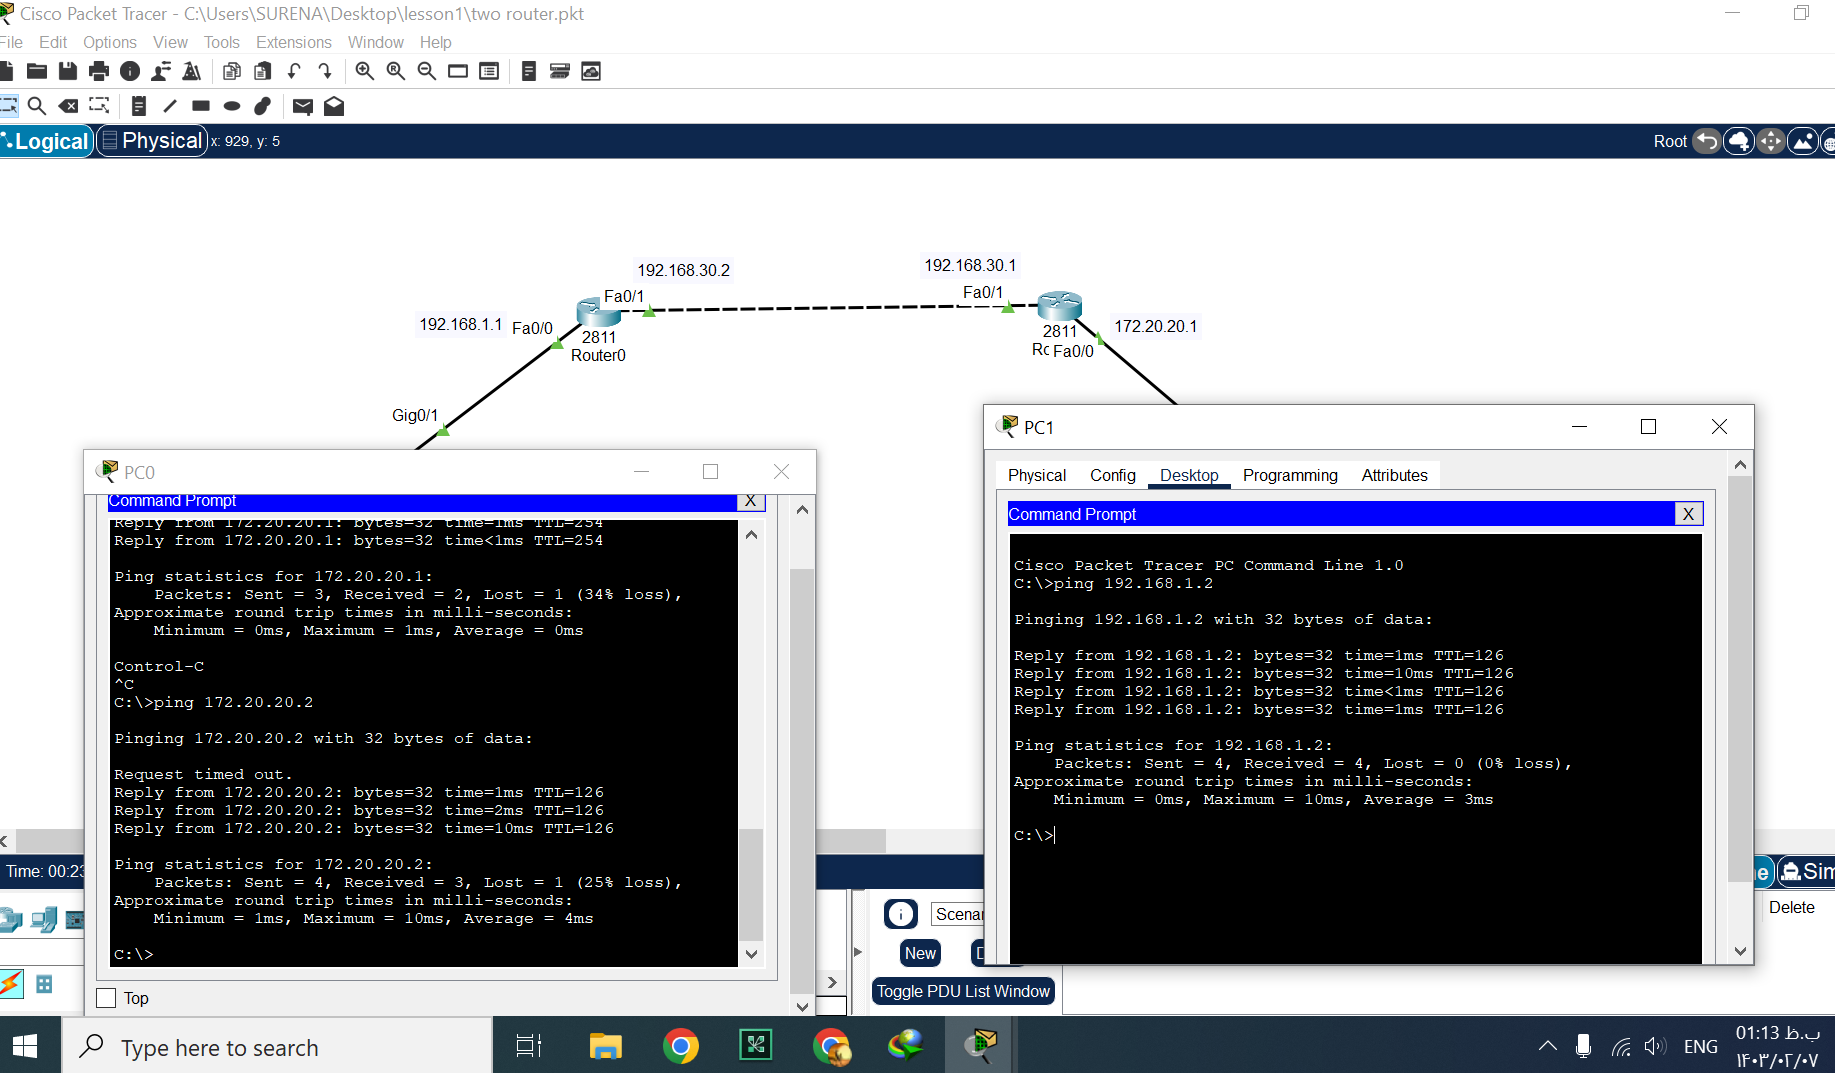 Cisco Packet Tracer - C:\Users\SURENA\Desktop\lesson1\two router.pkt
File Edit Options View Tools Extensions Window Help
Logical Physical x: 929, y: 5
Root
192.168.30.2
192.168.30.1
Fa0/1
Fa0/1
192.168.1.1 Fa0/0
2811
Router0
2811
Fa0/0
172.20.20.1
Gig0/1
PC0
Command Prompt X
Reply from 172.20.20.1: bytes=32 time=1ms TTL=254
Reply from 172.20.20.1: bytes=32 time<1ms TTL=254
Ping statistics for 172.20.20.1:
Packets: Sent = 3, Received = 2, Lost = 1 (34% loss),
Approximate round trip times in milli-seconds:
Minimum = 0ms, Maximum = 1ms, Average = 0ms
Control-C
^C
C:\>ping 172.20.20.2
Pinging 172.20.20.2 with 32 bytes of data:
Request timed out.
Reply from 172.20.20.2: bytes=32 time=1ms TTL=126
Reply from 172.20.20.2: bytes=32 time=2ms TTL=126
Reply from 172.20.20.2: bytes=32 time=10ms TTL=126
Ping statistics for 172.20.20.2:
Packets: Sent = 4, Received = 3, Lost = 1 (25% loss),
Approximate round trip times in milli-seconds:
Minimum = 1ms, Maximum = 10ms, Average = 4ms
C:\>
Top
PC1
Physical Config Desktop Programming Attributes
Command Prompt X
Cisco Packet Tracer PC Command Line 1.0
C:\>ping 192.168.1.2
Pinging 192.168.1.2 with 32 bytes of data:
Reply from 192.168.1.2: bytes=32 time=1ms TTL=126
Reply from 192.168.1.2: bytes=32 time=10ms TTL=126
Reply from 192.168.1.2: bytes=32 time<1ms TTL=126
Reply from 192.168.1.2: bytes=32 time=1ms TTL=126
Ping statistics for 192.168.1.2:
Packets: Sent = 4, Received = 4, Lost = 0 (0% loss),
Approximate round trip times in milli-seconds:
Minimum = 0ms, Maximum = 10ms, Average = 3ms
C:\>
Time: 00:23
Scenar
New
Toggle PDU List Window
Sim
Delete
Type here to search
ENG
01:13 ب.ظ
۱۴۰۳/۰۲/۰۷